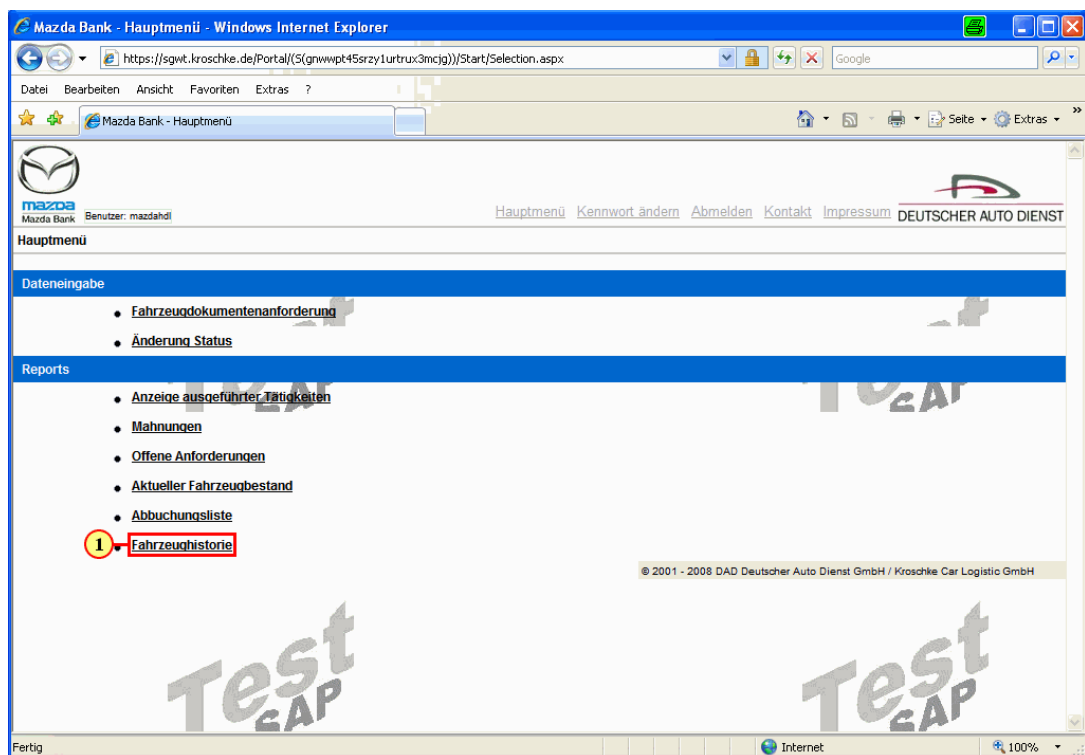 Mazda Bank - Hauptmenü - Windows Internet Explorer
https://sgwt.kroschke.de/Portal/(S(gnwwpt45srzy1urtrux3mcjg))/Start/Selection.aspx
Google
Datei Bearbeiten Ansicht Favoriten Extras ?
Mazda Bank - Hauptmenü
Seite Extras
mazda
Mazda Bank
Benutzer: mazdahdl
Hauptmenü Kennwort ändern Abmelden Kontakt Impressum
DEUTSCHER AUTO DIENST
Hauptmenü
Dateneingabe
Fahrzeugdokumentenanforderung
Änderung Status
Reports
Anzeige ausgeführter Tätigkeiten
Mahnungen
Offene Anforderungen
Aktueller Fahrzeugbestand
Abbuchungsliste
1 Fahrzeughistorie
© 2001 - 2008 DAD Deutscher Auto Dienst GmbH / Kroschke Car Logistic GmbH
Test Test
SAP SAP
Fertig Internet 100%